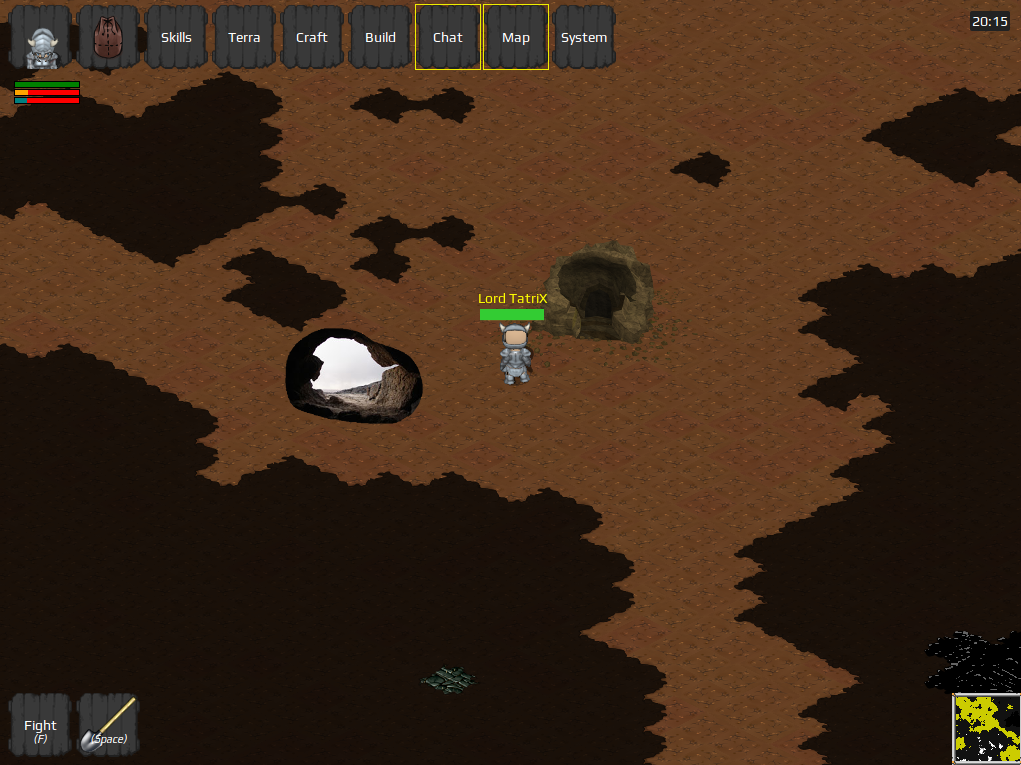 Skills
Terra
Craft
Build
Chat
Map
System
20:15
Lord TatriX
Fight
(F)
(Space)